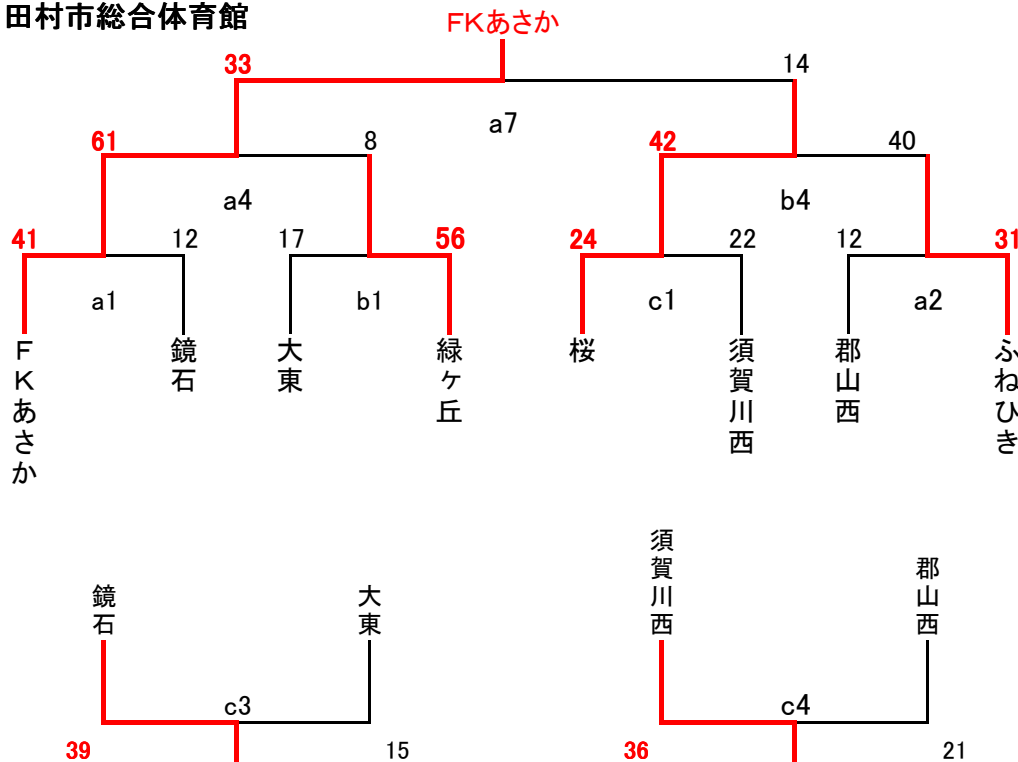 田村市総合体育館
FKあさか
33
14
a7
61
8
42
40
a4
b4
41
12
17
56
24
22
12
31
a1
b1
c1
a2
FKあさか
鏡石
大東
緑ヶ丘
桜
須賀川西
郡山西
ふねひき
鏡石
大東
須賀川西
郡山西
c3
c4
39
15
36
21